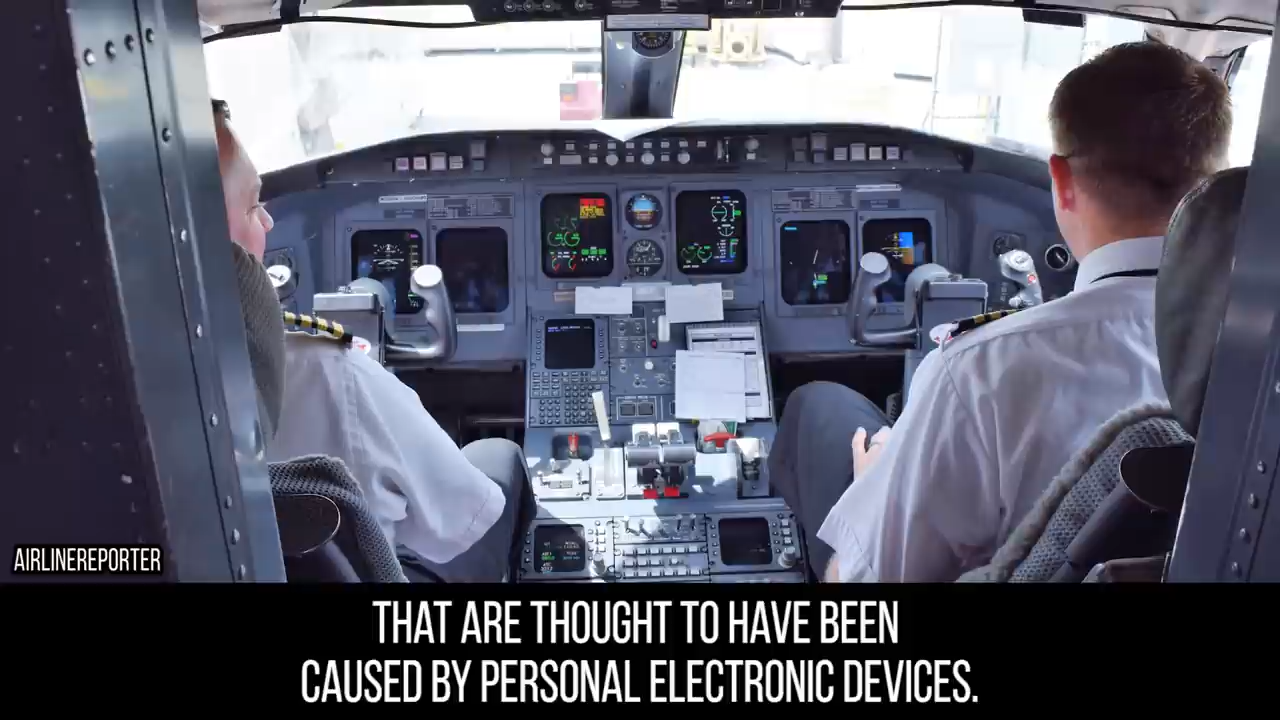 AIRLINEREPORTER
THAT ARE THOUGHT TO HAVE BEEN
CAUSED BY PERSONAL ELECTRONIC DEVICES.